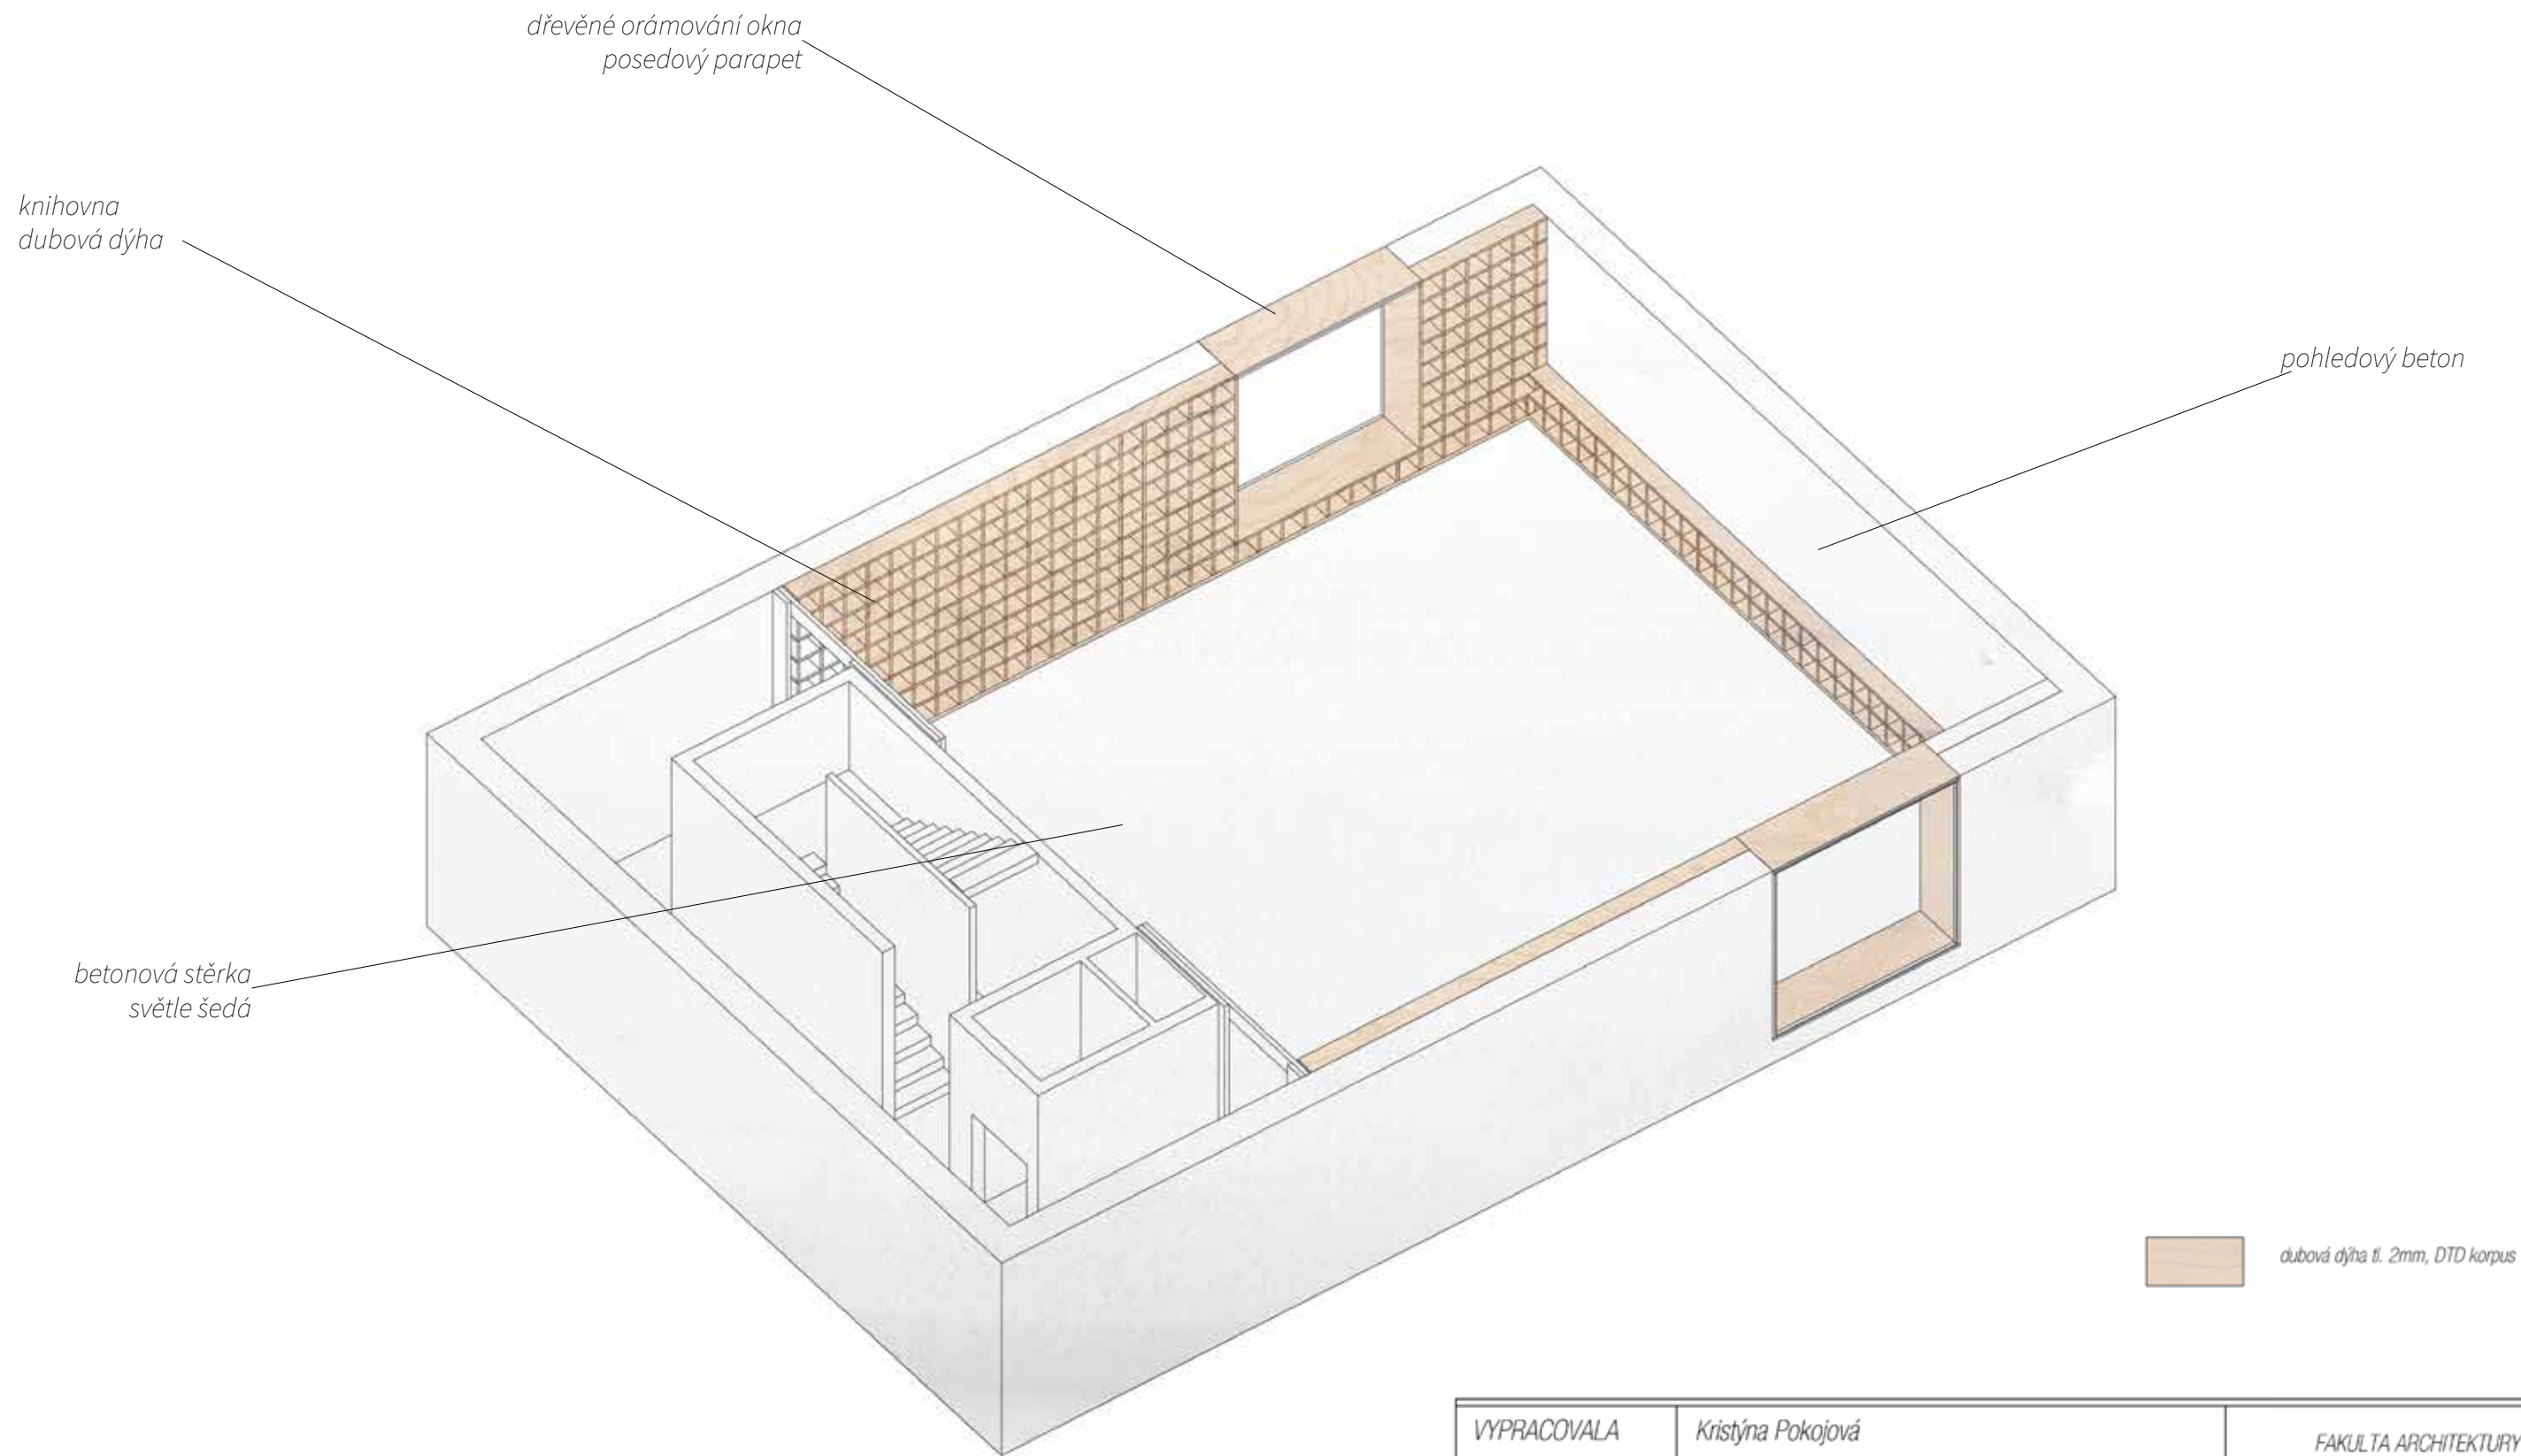 dřevěné orámování okna
posedový parapet
knihovna
dubová dýha
pohledový beton
betonová stěrka
světle šedá
dubová dýha tl. 2mm, DTD korpus
VYPRACOVALA
Kristýna Pokojová
FAKULTA ARCHITEKTURY